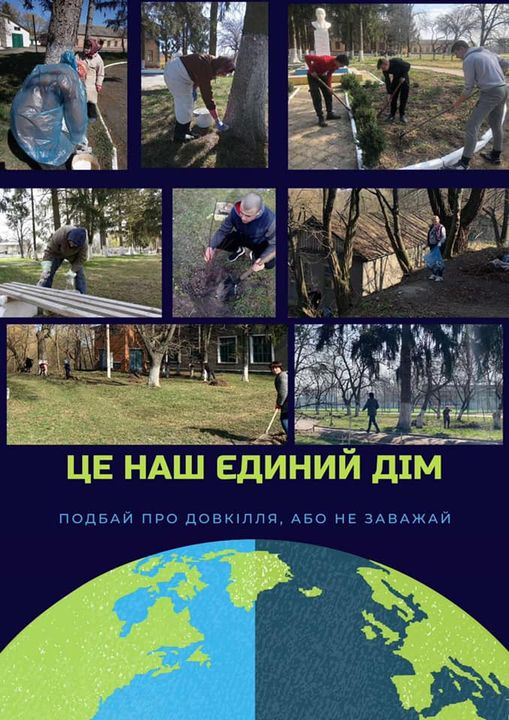 ЦЕ НАШ ЄДИНИЙ ДІМ
ПОДБАЙ ПРО ДОВКІЛЛЯ, АБО НЕ ЗАВАЖАЙ